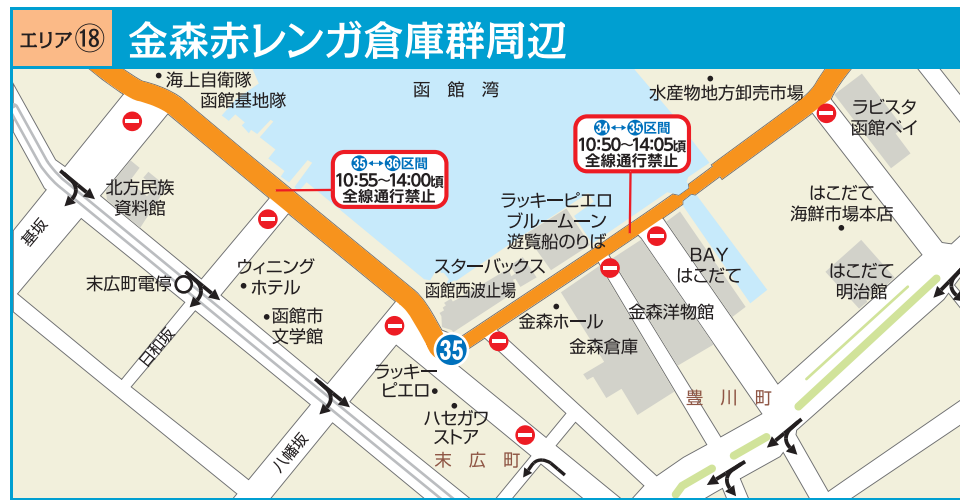 エリア⑱ 金森赤レンガ倉庫群周辺
海上自衛隊
函館基地隊
函館湾
水産物地方卸売市場
ラビスタ
函館ベイ
34↔35区間
10:50～14:05頃
全線通行禁止
35↔36区間
10:55～14:00頃
全線通行禁止
北方民族
資料館
基坂
ラッキーピエロ
ブルームーン
遊覧船のりば
はこだて
海鮮市場本店
BAY
はこだて
はこだて
明治館
末広町電停
ウィニング
ホテル
スターバックス
函館西波止場
函館市
文学館
金森ホール
金森洋物館
金森倉庫
日和坂
35
ラッキー
ピエロ
ハセガワ
ストア
豊川町
八幡坂
末広町